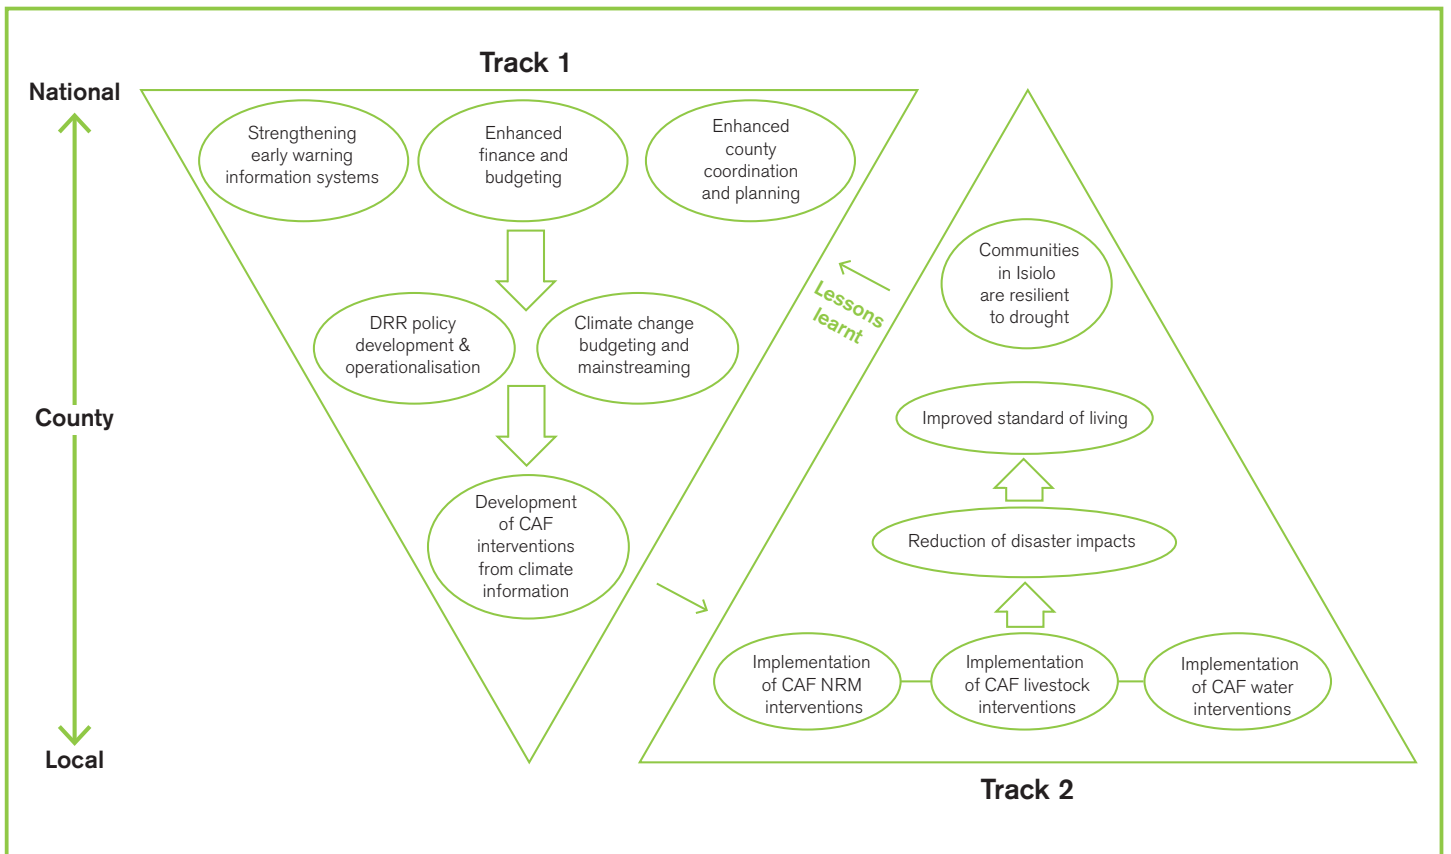 Track 1
National
Strengthening
early warning
information systems
Enhanced
finance and
budgeting
Enhanced
county
coordination
and planning
Communities
in Isiolo
are resilient
to drought
Lessons
learnt
DRR policy
development &
operationalisation
Climate change
budgeting and
mainstreaming
County
Improved standard of living
Development
of CAF
interventions
from climate
information
Reduction of disaster impacts
Implementation
of CAF NRM
interventions
Implementation
of CAF livestock
interventions
Implementation
of CAF water
interventions
Local
Track 2